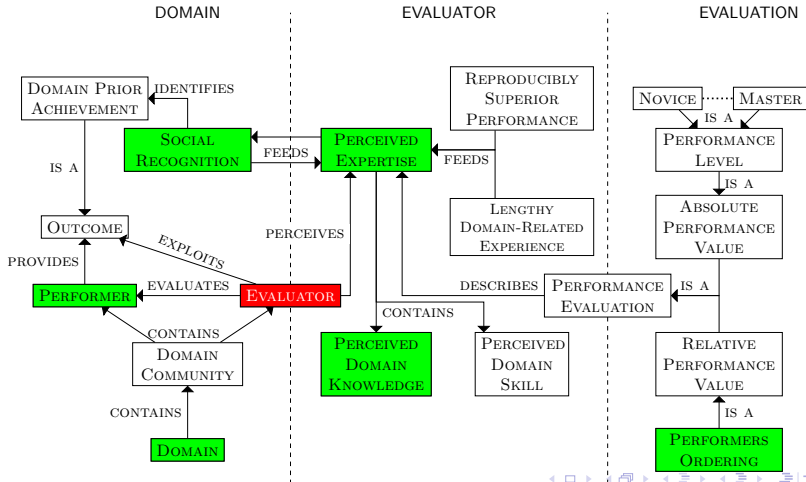 DOMAIN
EVALUATOR
EVALUATION
DOMAIN PRIOR
ACHIEVEMENT
IDENTIFIES
SOCIAL
RECOGNITION
FEEDS
PERCEIVED
EXPERTISE
REPRODUCIBLY
SUPERIOR
PERFORMANCE
FEEDS
LENGTHY
DOMAIN-RELATED
EXPERIENCE
NOVICE
MASTER
IS A
PERFORMANCE
LEVEL
IS A
ABSOLUTE
PERFORMANCE
VALUE
IS A
OUTCOME
EXPLOITS
PERCEIVES
PROVIDES
PERFORMER
EVALUATES
EVALUATOR
DESCRIBES
PERFORMANCE
EVALUATION
IS A
CONTAINS
DOMAIN
COMMUNITY
CONTAINS
PERCEIVED
DOMAIN
KNOWLEDGE
PERCEIVED
DOMAIN
SKILL
RELATIVE
PERFORMANCE
VALUE
CONTAINS
IS A
DOMAIN
PERFORMERS
ORDERING